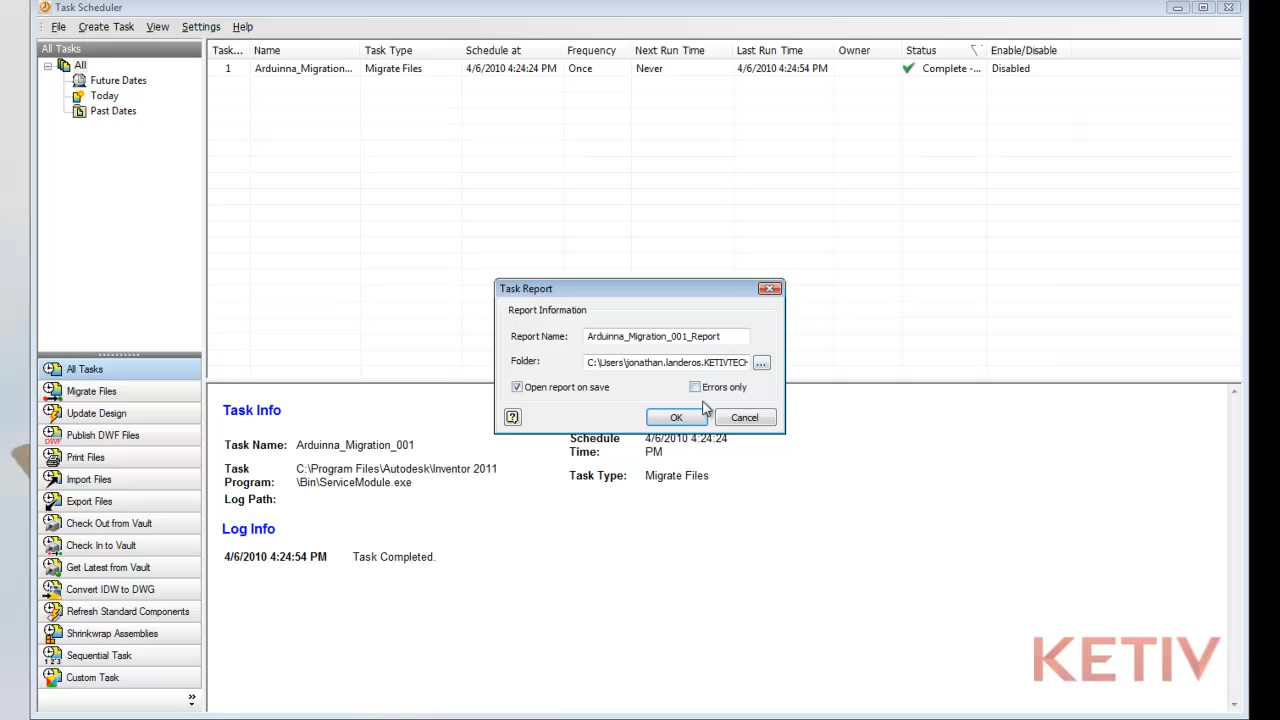 Task Scheduler
File Create Task View Settings Help
All Tasks
All
Future Dates
Today
Past Dates
Task... Name Task Type Schedule at Frequency Next Run Time Last Run Time Owner Status Enable/Disable
1 Arduinna_Migration... Migrate Files 4/6/2010 4:24:24 PM Once Never 4/6/2010 4:24:54 PM Complete -... Disabled
Task Report
Report Information
Report Name: Arduinna_Migration_001_Report
Folder: C:\Users\jonathan.landeros.KETIVTECH ...
Open report on save Errors only
OK Cancel
All Tasks
Migrate Files
Update Design
Publish DWF Files
Print Files
Import Files
Export Files
Check Out from Vault
Check In to Vault
Get Latest from Vault
Convert IDW to DWG
Refresh Standard Components
Shrinkwrap Assemblies
Sequential Task
Custom Task
Task Info
Task Name: Arduinna_Migration_001
Schedule Time: 4/6/2010 4:24:24 PM
Task Program: C:\Program Files\Autodesk\Inventor 2011
\Bin\ServiceModule.exe
Task Type: Migrate Files
Log Path:
Log Info
4/6/2010 4:24:54 PM Task Completed.
KETIV